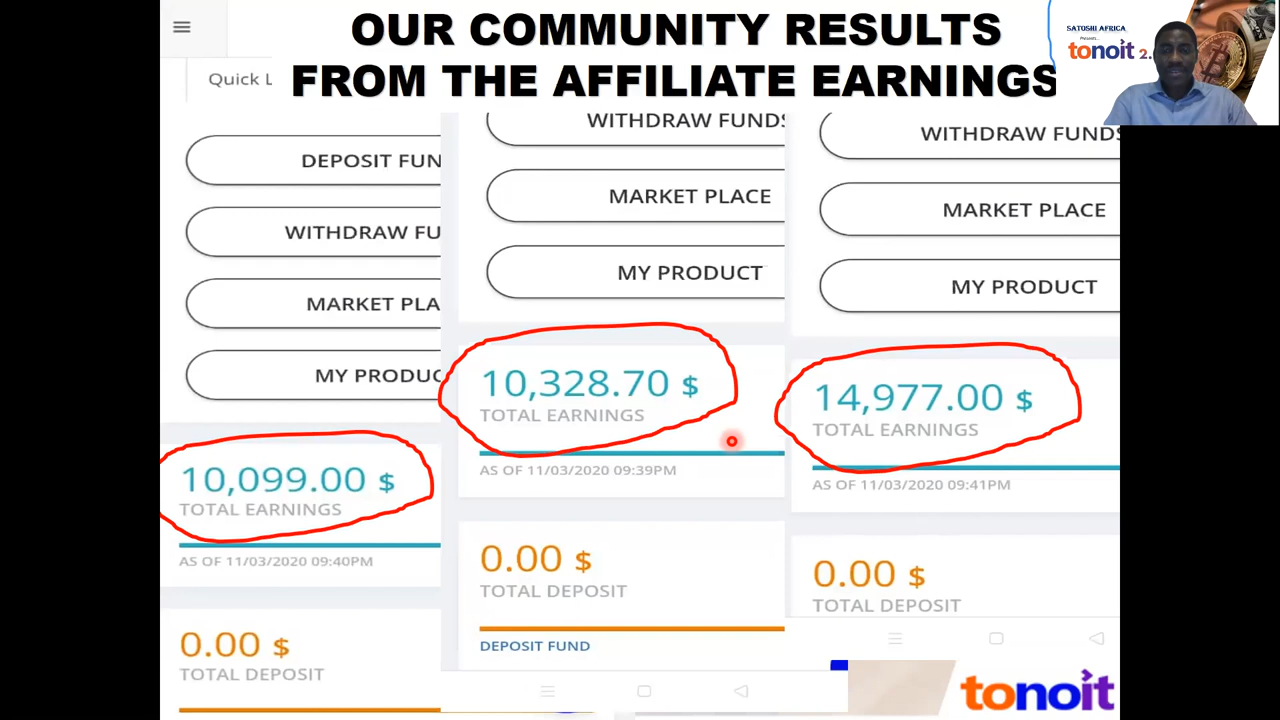 OUR COMMUNITY RESULTS
FROM THE AFFILIATE EARNINGS
SATOSHI AFRICA
Presents...
tonoit 2.
Quick L
DEPOSIT FUN
WITHDRAW FU
MARKET PLA
MY PRODUC
10,099.00 $
TOTAL EARNINGS
AS OF 11/03/2020 09:40PM
0.00 $
TOTAL DEPOSIT
WITHDRAW FUNDS
MARKET PLACE
MY PRODUCT
10,328.70 $
TOTAL EARNINGS
AS OF 11/03/2020 09:39PM
0.00 $
TOTAL DEPOSIT
DEPOSIT FUND
WITHDRAW FUNDS
MARKET PLACE
MY PRODUCT
14,977.00 $
TOTAL EARNINGS
AS OF 11/03/2020 09:41PM
0.00 $
TOTAL DEPOSIT
tonoit